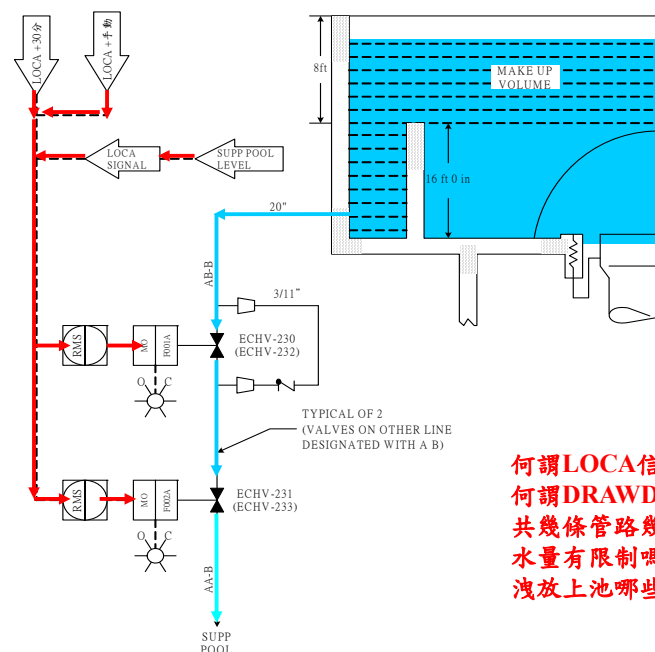 LOCA +30分
LOCA +手動
8ft
MAKE UP
VOLUME
LOCA
SIGNAL
SUPP POOL
LEVEL
16 ft 0 in
20"
AB-B
3/11"
RMS
MO
F001A
ECHV-230
(ECHV-232)
O
C
TYPICAL OF 2
(VALVES ON OTHER LINE
DESIGNATED WITH A B)
RMS
MO
F002A
ECHV-231
(ECHV-233)
O
C
AA-B
SUPP
POOL
何謂LOCA信
何謂DRAWD
共幾條管路幾
水量有限制嗎
洩放上池哪些